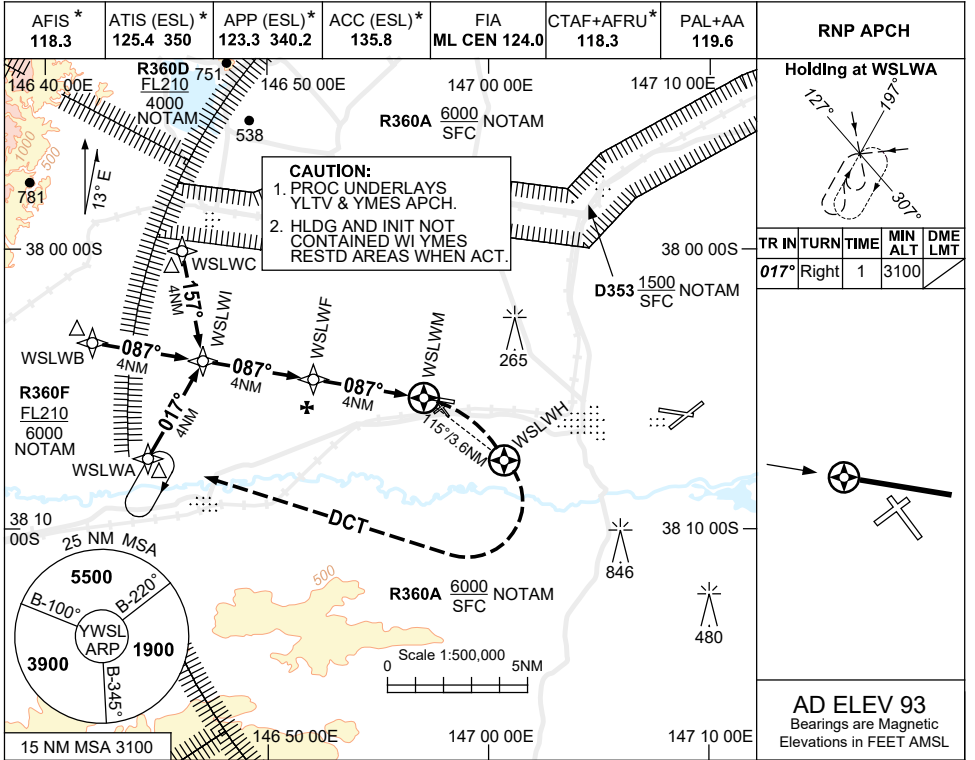 AFIS *
118.3
ATIS (ESL) *
125.4 350
APP (ESL) *
123.3 340.2
ACC (ESL) *
135.8
FIA
ML CEN 124.0
CTAF+AFRU *
118.3
PAL+AA
119.6
RNP APCH
146 40 00E
R360D
FL210
4000
NOTAM
751
146 50 00E
147 00 00E
147 10 00E
538
R360A 6000
SFC NOTAM
1000
500
781
13° E
CAUTION:
1. PROC UNDERLAYS
YLTV & YMES APCH.
2. HLDG AND INIT NOT
CONTAINED WI YMES
RESTD AREAS WHEN ACT.
38 00 00S
38 00 00S
WSLWC
157°
4NM
D353 1500
SFC NOTAM
WSLWI
WSLWF
WSLWM
265
WSLWB
087°
4NM
087°
4NM
087°
4NM
R360F
FL210
6000
NOTAM
017°
4NM
WSLWA
115°/3.6NM
WSLWH
DCT
38 10
00S
38 10 00S
25 NM MSA
5500
B-100°
B-220°
YWSL
ARP
3900
1900
B-345°
500
R360A 6000
SFC NOTAM
846
480
Scale 1:500,000
0
5NM
15 NM MSA 3100
146 50 00E
147 00 00E
147 10 00E
Holding at WSLWA
127°
197°
307°
TR IN TURN TIME MIN ALT DME LMT
017° Right 1 3100
AD ELEV 93
Bearings are Magnetic
Elevations in FEET AMSL